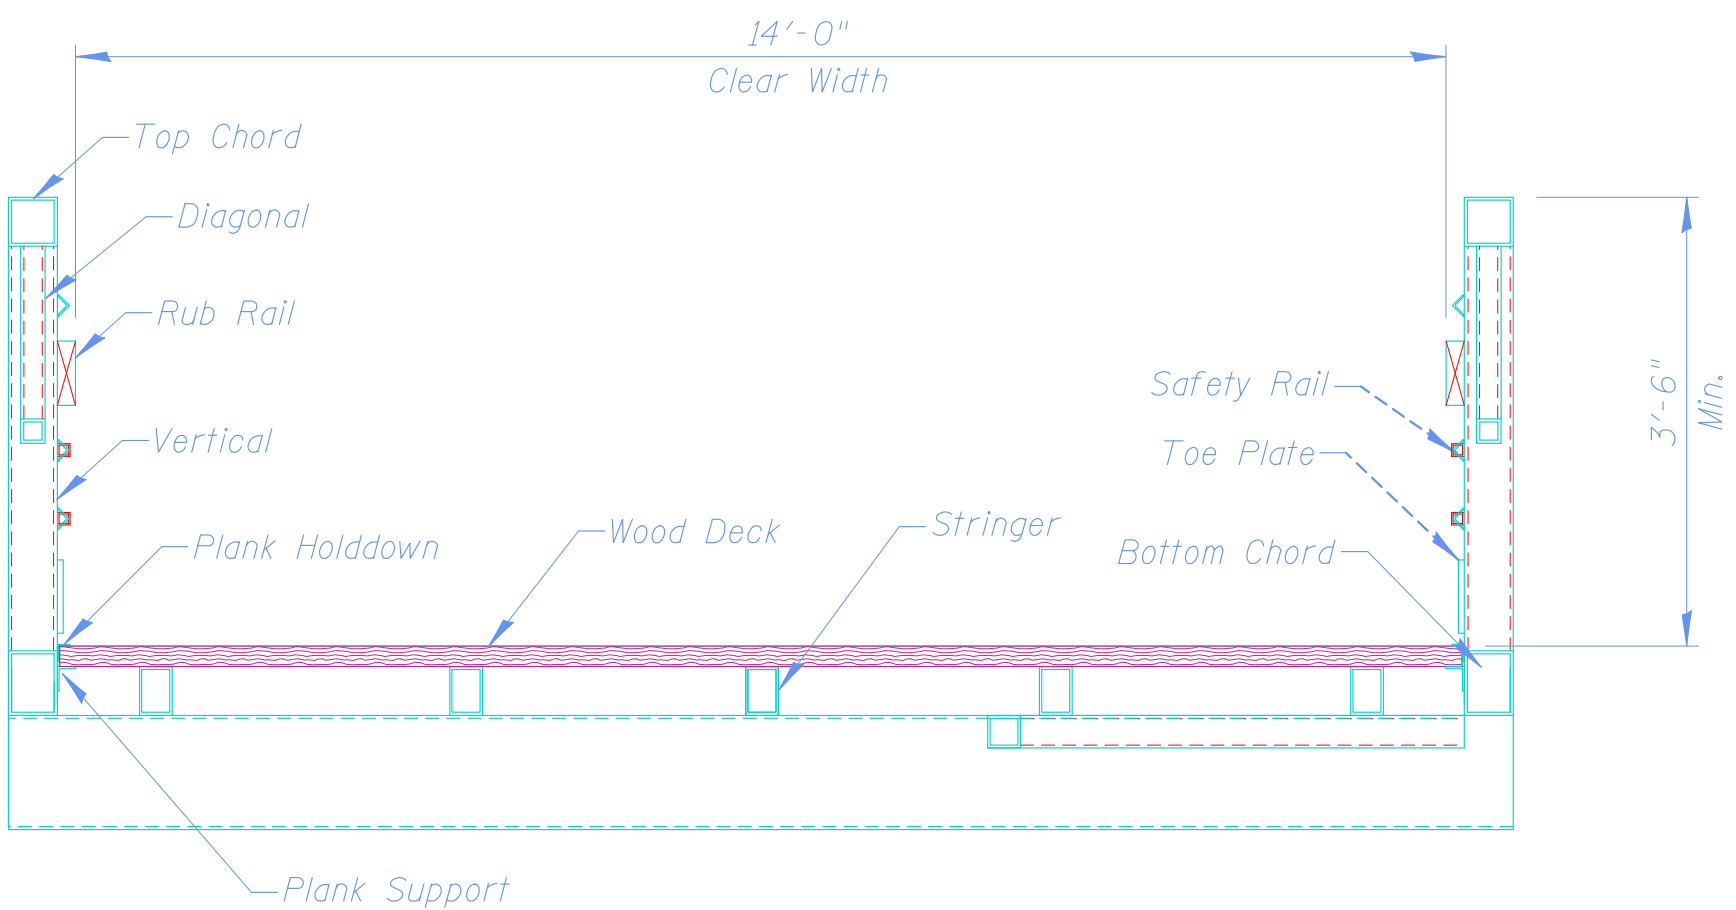 14'-0"
Clear Width
Top Chord
Diagonal
Rub Rail
Safety Rail
3'-6"
Min.
Vertical
Toe Plate
Plank Holddown
Wood Deck
Stringer
Bottom Chord
Plank Support